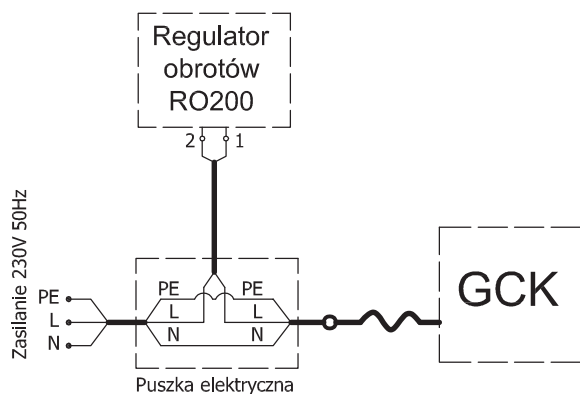 Regulator
obrotów
RO200
2 1
Zasilanie 230V 50Hz
GCK
PE PE PE
L L L
N N N
Puszka elektryczna